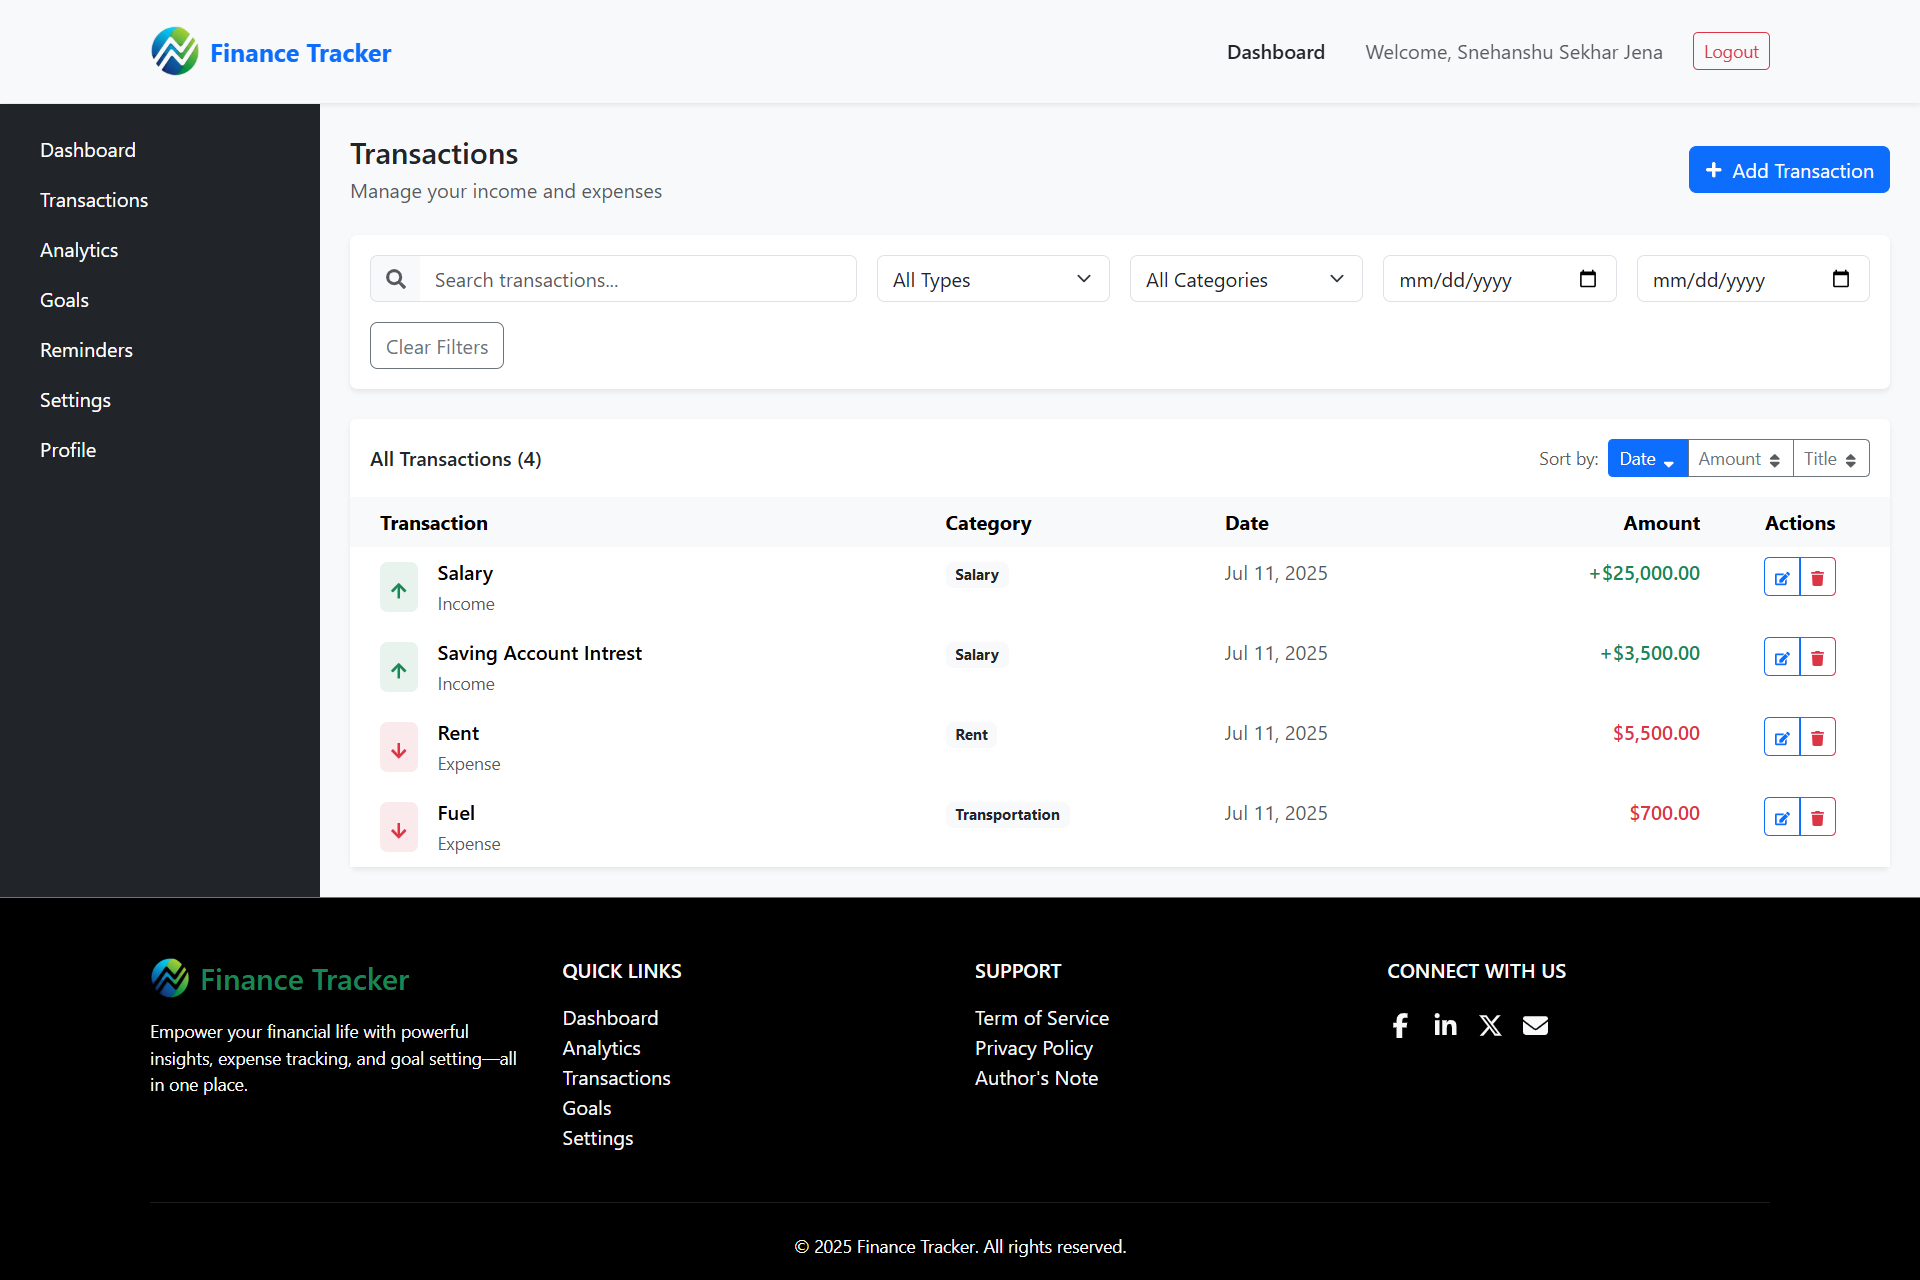 Finance Tracker
Dashboard
Welcome, Snehanshu Sekhar Jena
Logout
Dashboard
Transactions
Analytics
Goals
Reminders
Settings
Profile
Transactions
Manage your income and expenses
Add Transaction
Search transactions...
All Types
All Categories
mm/dd/yyyy
mm/dd/yyyy
Clear Filters
All Transactions (4)
Sort by:
Date
Amount
Title
Transaction Category Date Amount Actions
Salary Salary Jul 11, 2025 +$25,000.00
Income
Saving Account Intrest Salary Jul 11, 2025 +$3,500.00
Income
Rent Rent Jul 11, 2025 $5,500.00
Expense
Fuel Transportation Jul 11, 2025 $700.00
Expense
Finance Tracker
Empower your financial life with powerful
insights, expense tracking, and goal setting—all
in one place.
QUICK LINKS
Dashboard
Analytics
Transactions
Goals
Settings
SUPPORT
Term of Service
Privacy Policy
Author's Note
CONNECT WITH US
© 2025 Finance Tracker. All rights reserved.